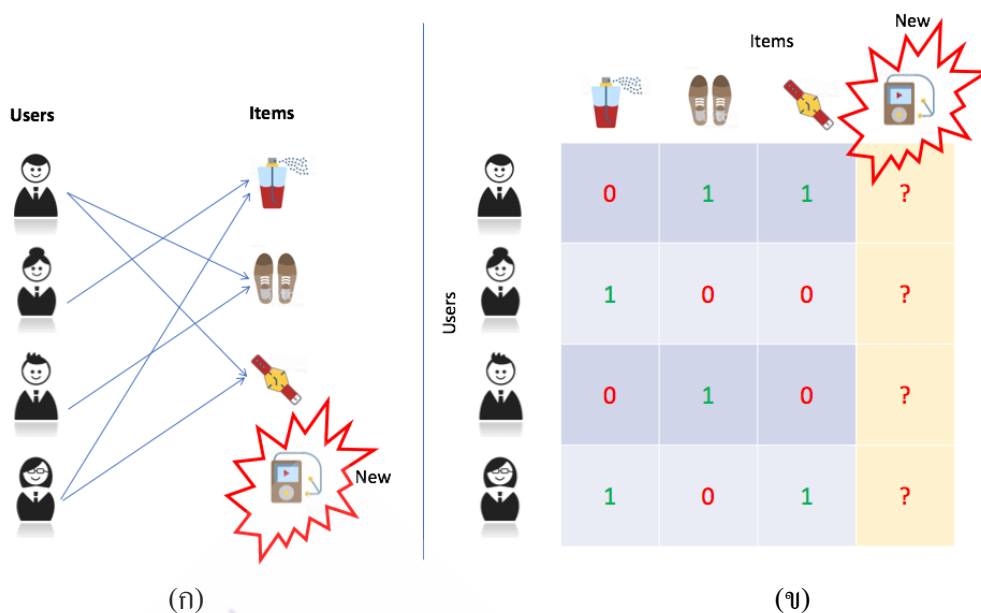 Users
Items
New
(ก)
New
Items
Users
0 1 1 ?
1 0 0 ?
0 1 0 ?
1 0 1 ?
(ข)